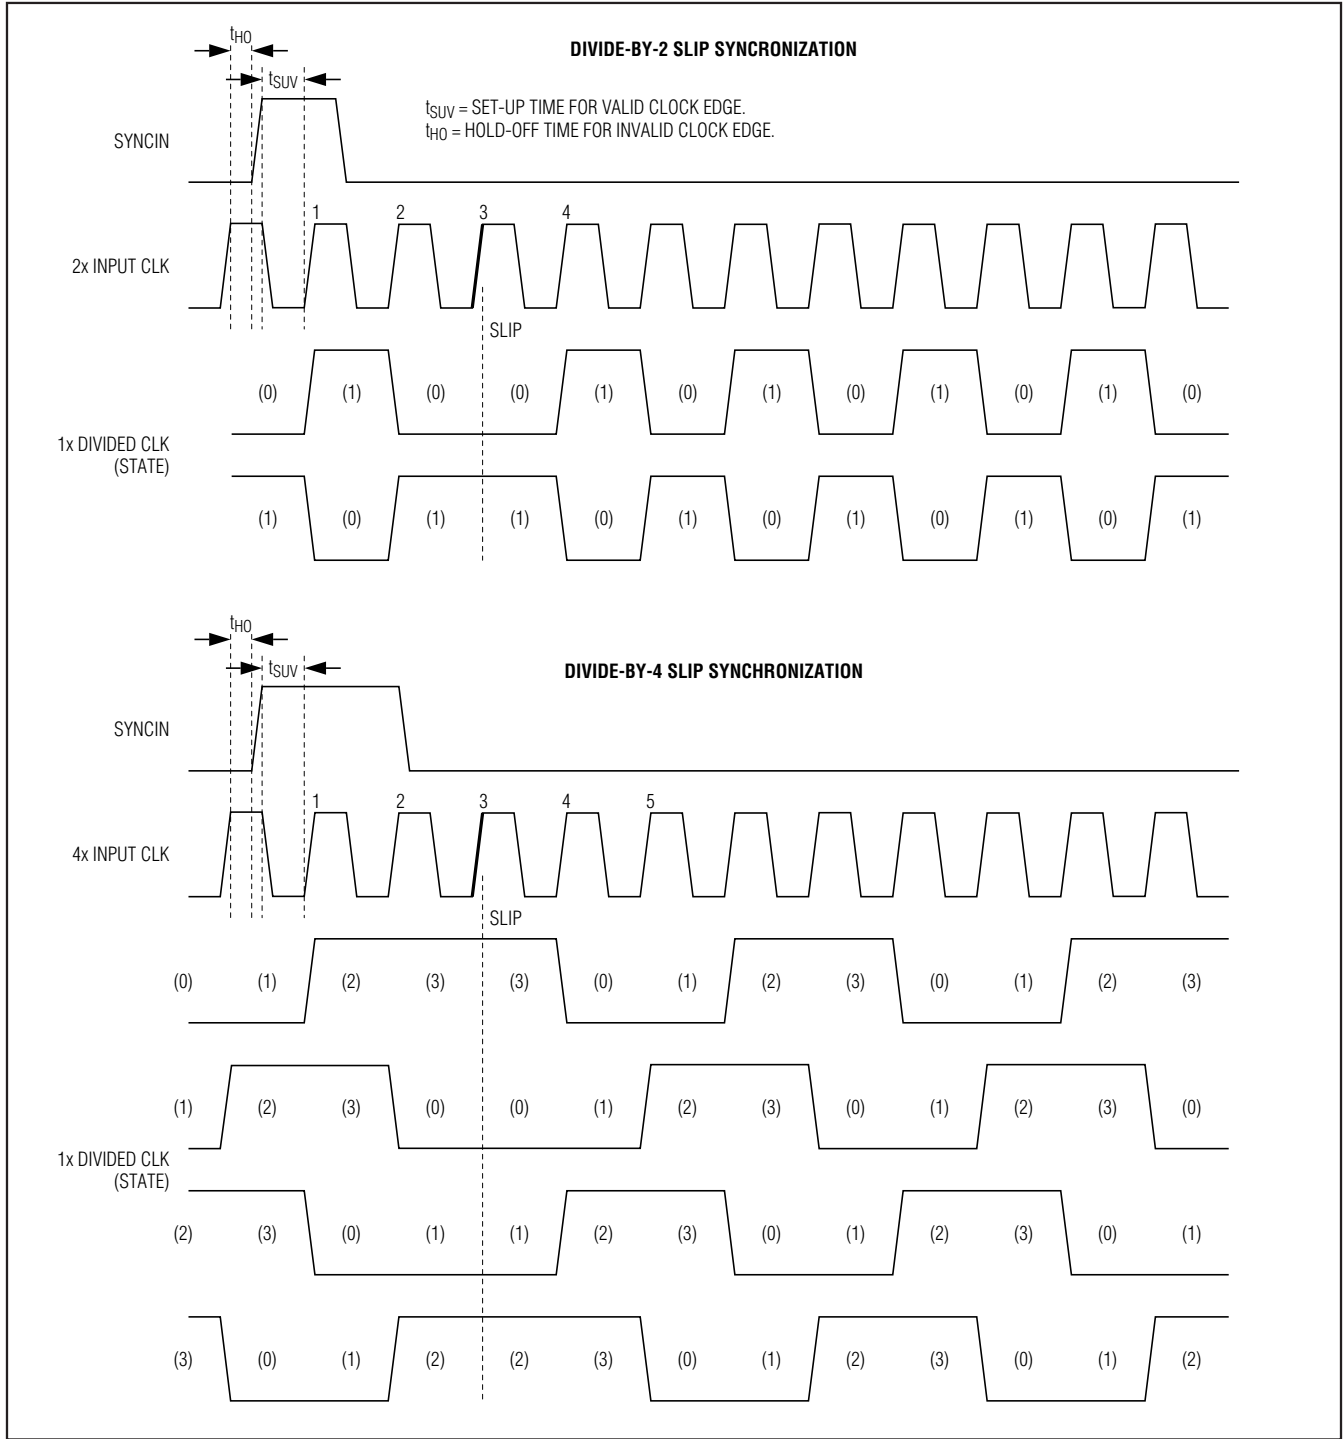 tHO
DIVIDE-BY-2 SLIP SYNCRONIZATION
tSUV
tSUV = SET-UP TIME FOR VALID CLOCK EDGE.
tHO = HOLD-OFF TIME FOR INVALID CLOCK EDGE.
SYNCIN
1 2 3 4
2x INPUT CLK
SLIP
(0) (1) (0) (0) (1) (0) (1) (0) (1) (0) (1) (0)
1x DIVIDED CLK
(STATE)
(1) (0) (1) (1) (0) (1) (0) (1) (0) (1) (0) (1)
tHO
tSUV
DIVIDE-BY-4 SLIP SYNCHRONIZATION
SYNCIN
1 2 3 4 5
4x INPUT CLK
SLIP
(0) (1) (2) (3) (3) (0) (1) (2) (3) (0) (1) (2) (3)
(1) (2) (3) (0) (0) (1) (2) (3) (0) (1) (2) (3) (0)
1x DIVIDED CLK
(STATE)
(2) (3) (0) (1) (1) (2) (3) (0) (1) (2) (3) (0) (1)
(3) (0) (1) (2) (2) (3) (0) (1) (2) (3) (0) (1) (2)